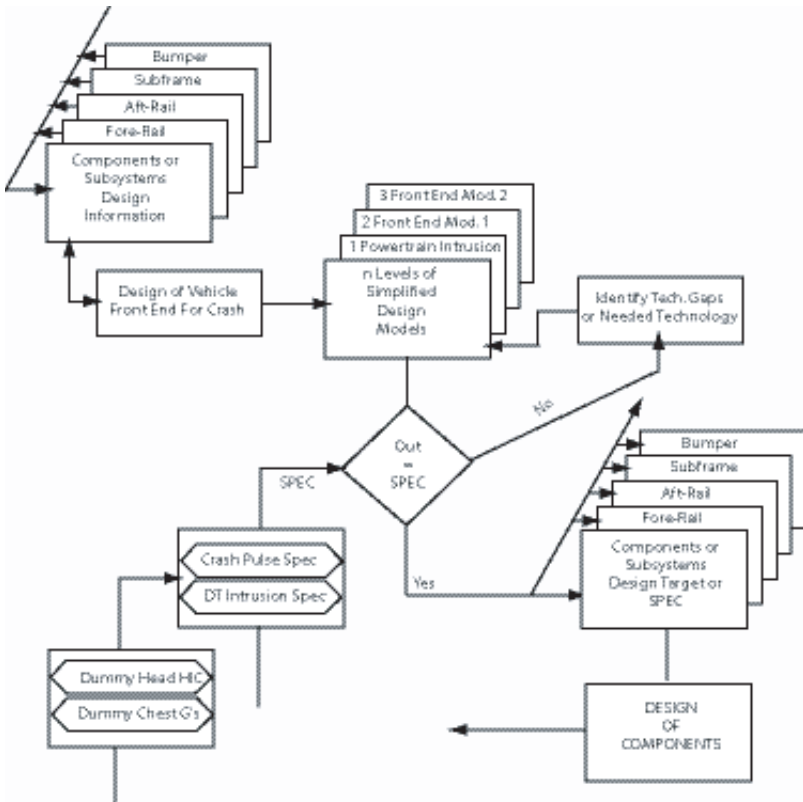 Bumper
Subframe
Aft-Rail
Fore-Rail
Components or
Subsystems
Design
Information
3 Front End Mod. 2
2 Front End Mod. 1
1 Powertrain Intrusion
n Levels of
Simplified
Design
Models
Design of Vehicle
Front End For Crash
Identify Tech. Gaps
or Needed Technology
No
Out
=
SPEC
SPEC
Yes
Bumper
Subframe
Aft-Rail
Fore-Rail
Components or
Subsystems
Design Target or
SPEC
Crash Pulse Spec
DT Intrusion Spec
Dummy Head HIC
Dummy Chest G's
DESIGN
OF
COMPONENTS